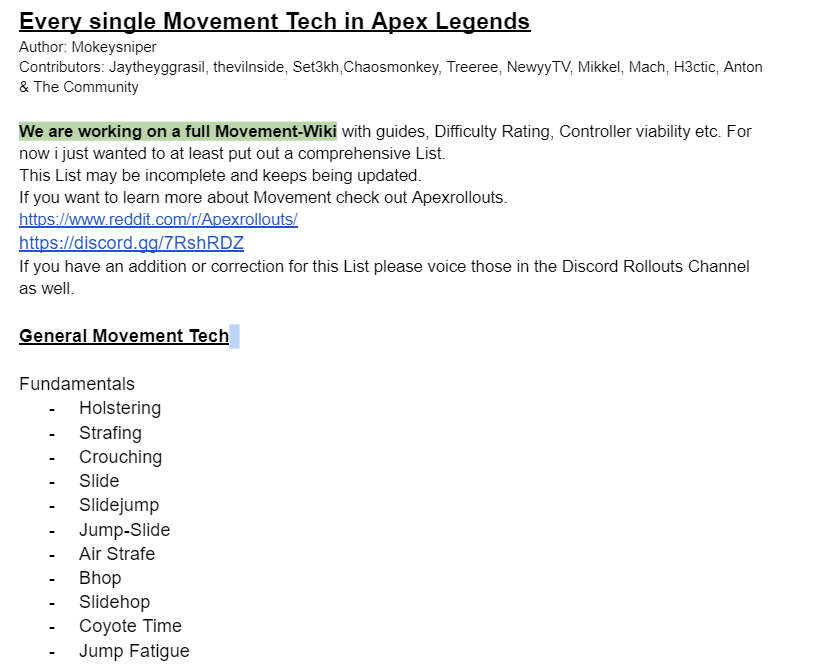 Every single Movement Tech in Apex Legends
Author: Mokeysniper
Contributors: Jaytheyggrasil, thevilnside, Set3kh,Chaosmonkey, Treeree, NewyyTV, Mikkel, Mach, H3ctic, Anton
& The Community
We are working on a full Movement-Wiki with guides, Difficulty Rating, Controller viability etc. For
now i just wanted to at least put out a comprehensive List.
This List may be incomplete and keeps being updated.
If you want to learn more about Movement check out Apexrollouts.
https://www.reddit.com/r/Apexrollouts/
https://discord.gg/7RshRDZ
If you have an addition or correction for this List please voice those in the Discord Rollouts Channel
as well.
General Movement Tech
Fundamentals
- Holstering
- Strafing
- Crouching
- Slide
- Slidejump
- Jump-Slide
- Air Strafe
- Bhop
- Slidehop
- Coyote Time
- Jump Fatigue